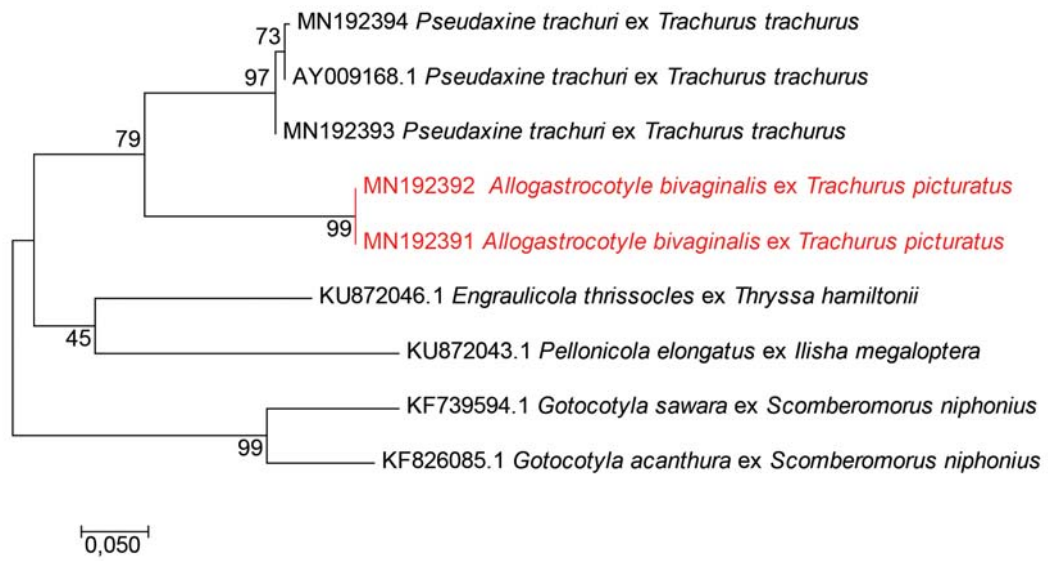 MN192394 Pseudaxine trachuri ex Trachurus trachurus
73
AY009168.1 Pseudaxine trachuri ex Trachurus trachurus
97
MN192393 Pseudaxine trachuri ex Trachurus trachurus
79
MN192392 Allogastrocotyle bivaginalis ex Trachurus picturatus
99
MN192391 Allogastrocotyle bivaginalis ex Trachurus picturatus
KU872046.1 Engraulicola thrissocles ex Thryssa hamiltonii
45
KU872043.1 Pellonicola elongatus ex Ilisha megaloptera
KF739594.1 Gotocotyla sawara ex Scomberomorus niphonius
99
KF826085.1 Gotocotyla acanthura ex Scomberomorus niphonius
0,050